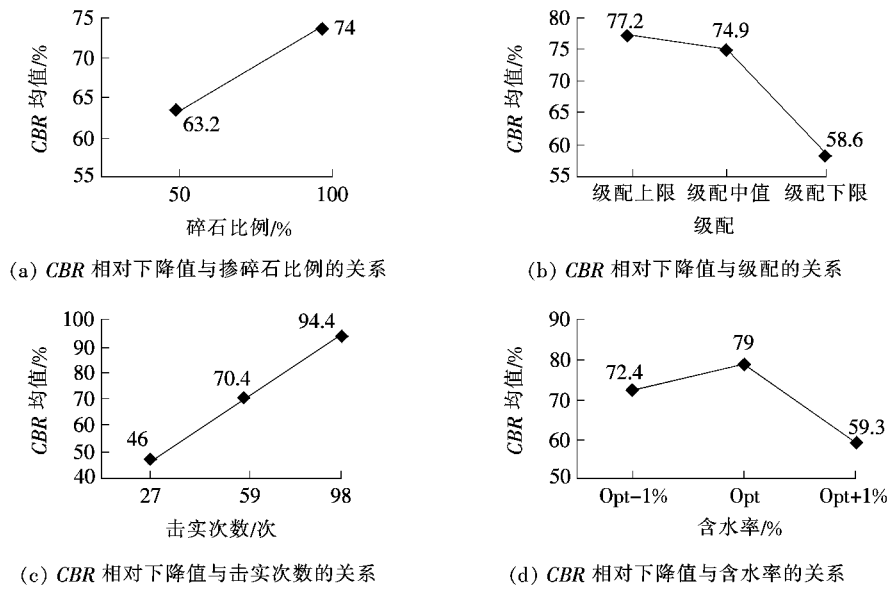 75
70
65
60
55
CBR 均值/%
63.2
74
50
100
碎石比例/%
(a) CBR 相对下降值与掺碎石比例的关系
80
75
70
65
60
55
CBR 均值/%
77.2
74.9
58.6
级配上限
级配中值
级配下限
级配
(b) CBR 相对下降值与级配的关系
100
90
80
70
60
50
40
CBR 均值/%
46
70.4
94.4
27
59
98
击实次数/次
(c) CBR 相对下降值与击实次数的关系
90
80
70
60
50
CBR 均值/%
72.4
79
59.3
Opt-1%
Opt
Opt+1%
含水率/%
(d) CBR 相对下降值与含水率的关系